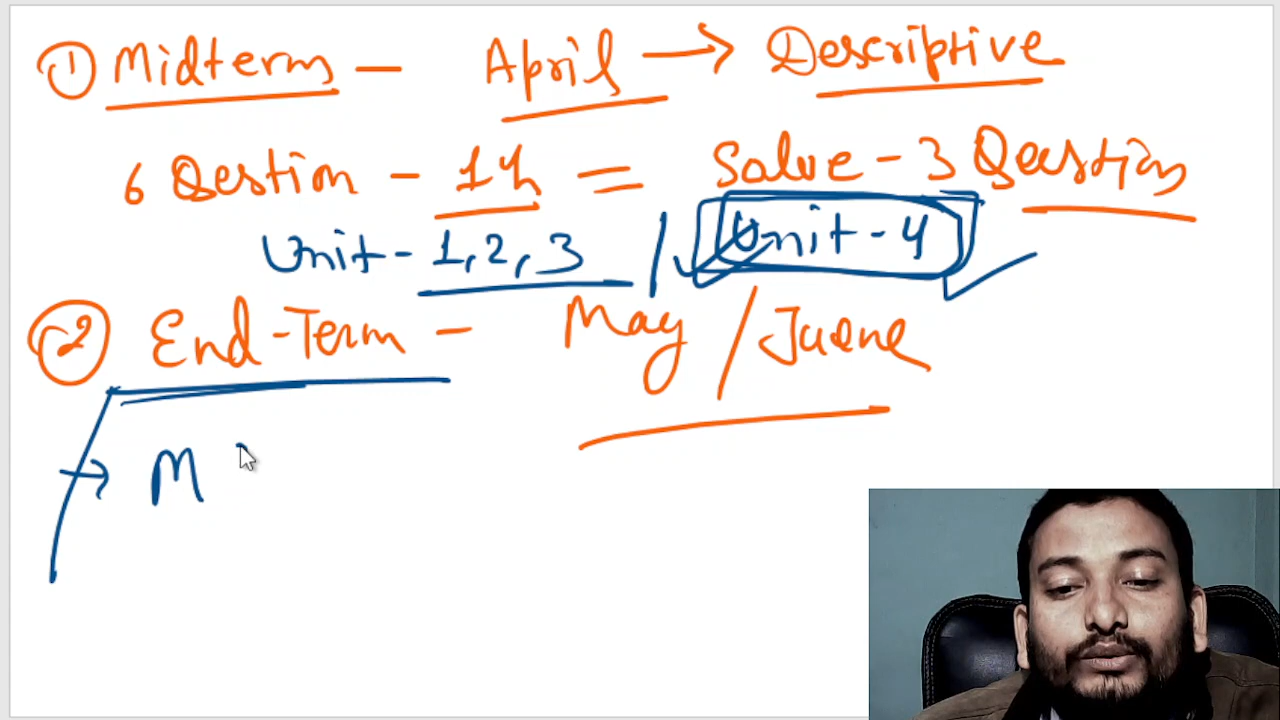 ① Midterm - April → Descriptive
6 Qestion - 1h = Solve - 3 Qeestion
Unit - 1, 2, 3 / Unit - 4
② End-Term - May / Juene
→ M